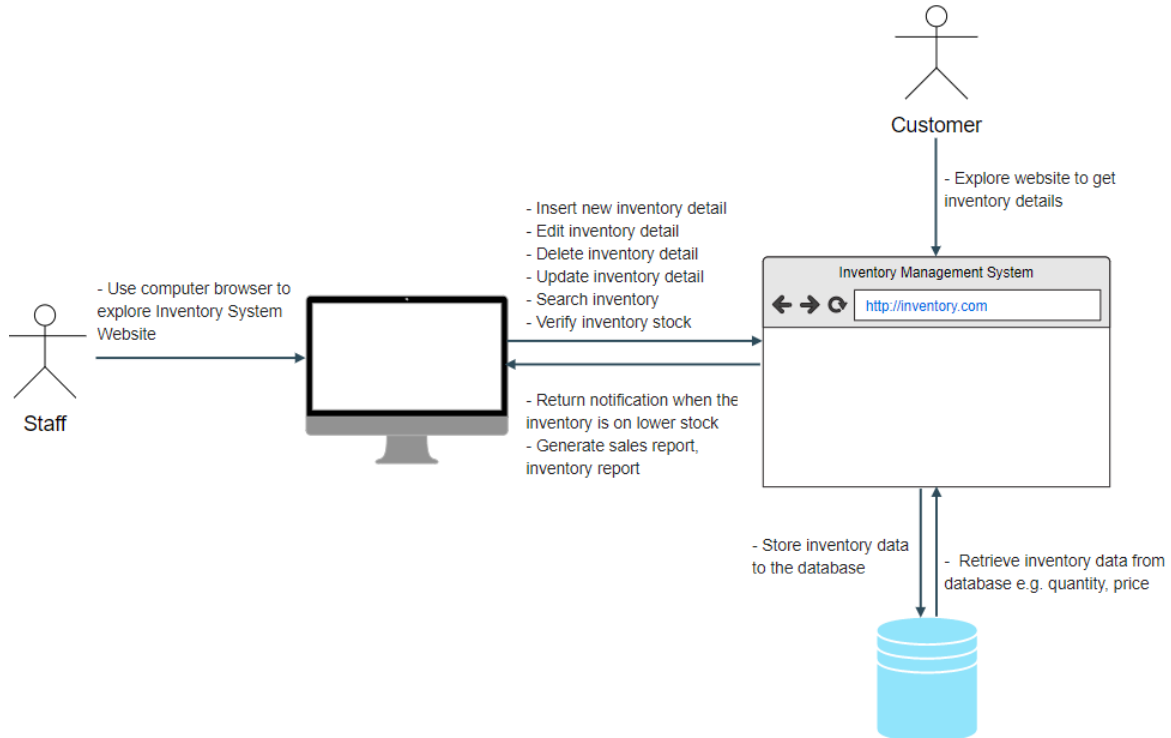 Customer
- Explore website to get
inventory details
- Insert new inventory detail
- Edit inventory detail
- Delete inventory detail
- Update inventory detail
- Search inventory
- Verify inventory stock
Inventory Management System
http://inventory.com
- Use computer browser to
explore Inventory System
Website
Staff
- Return notification when the
inventory is on lower stock
- Generate sales report,
inventory report
- Store inventory data
to the database
- Retrieve inventory data from
database e.g. quantity, price